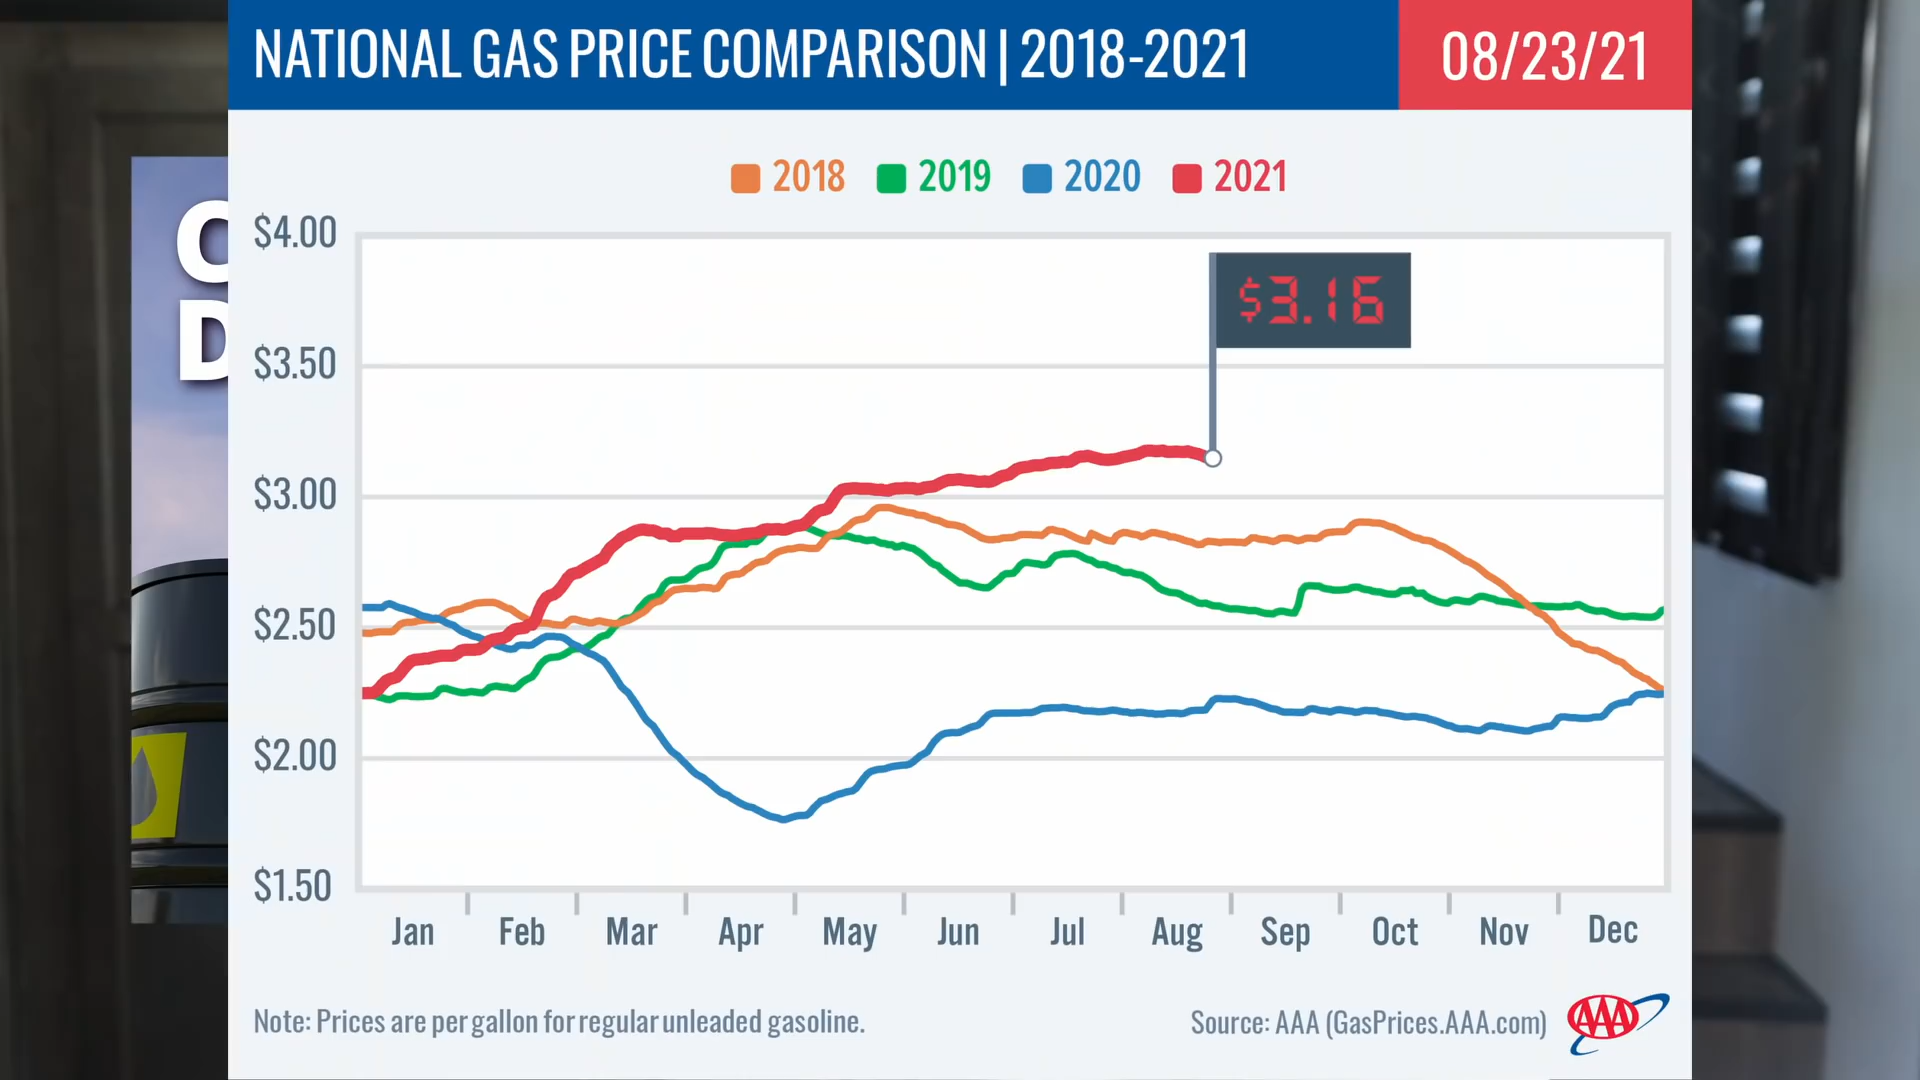 NATIONAL GAS PRICE COMPARISON | 2018-2021
08/23/21
2018 2019 2020 2021
$4.00
$3.16
$3.50
$3.00
$2.50
$2.00
$1.50
Jan Feb Mar Apr May Jun Jul Aug Sep Oct Nov Dec
Note: Prices are per gallon for regular unleaded gasoline.
Source: AAA (GasPrices.AAA.com)
AAA
C
D